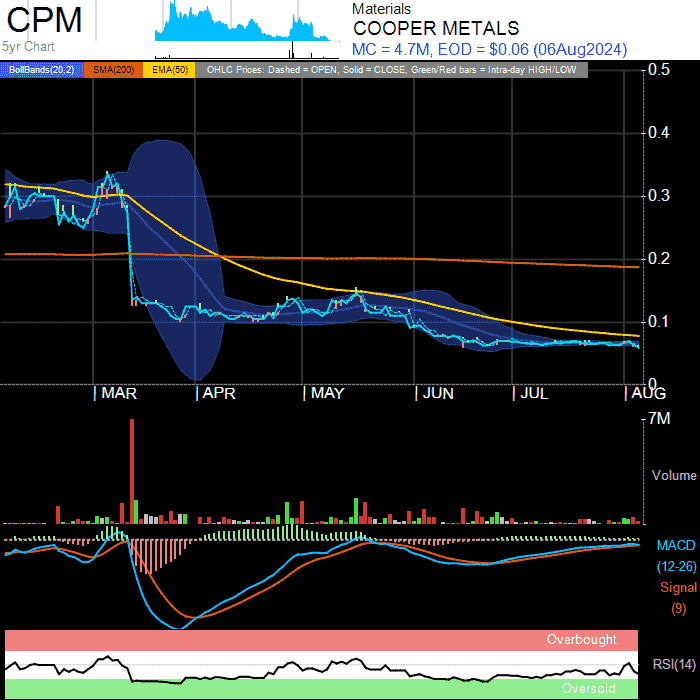 CPM
5yr Chart
Materials
COOPER METALS
MC = 4.7M, EOD = $0.06 (06Aug2024)
BollBands(20,2) SMA(200) EMA(50) OHLC Prices: Dashed = OPEN, Solid = CLOSE, Green/Red bars = Intra-day HIGH/LOW
0.5
0.4
0.3
0.2
0.1
0
| MAR | APR | MAY | JUN | JUL | AUG
7M
Volume
MACD
(12-26)
Signal
(9)
Overbought
RSI(14)
Oversold